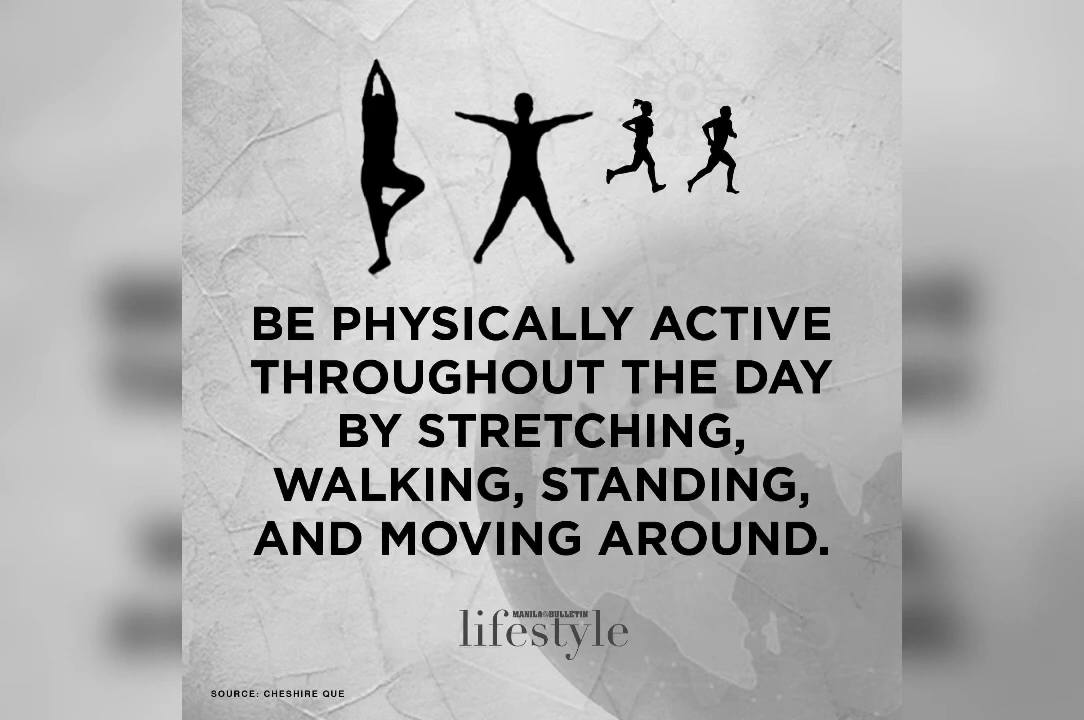 BE PHYSICALLY ACTIVE
THROUGHOUT THE DAY
BY STRETCHING,
WALKING, STANDING,
AND MOVING AROUND.
MANILA BULLETIN
lifestyle
SOURCE: CHESHIRE QUE